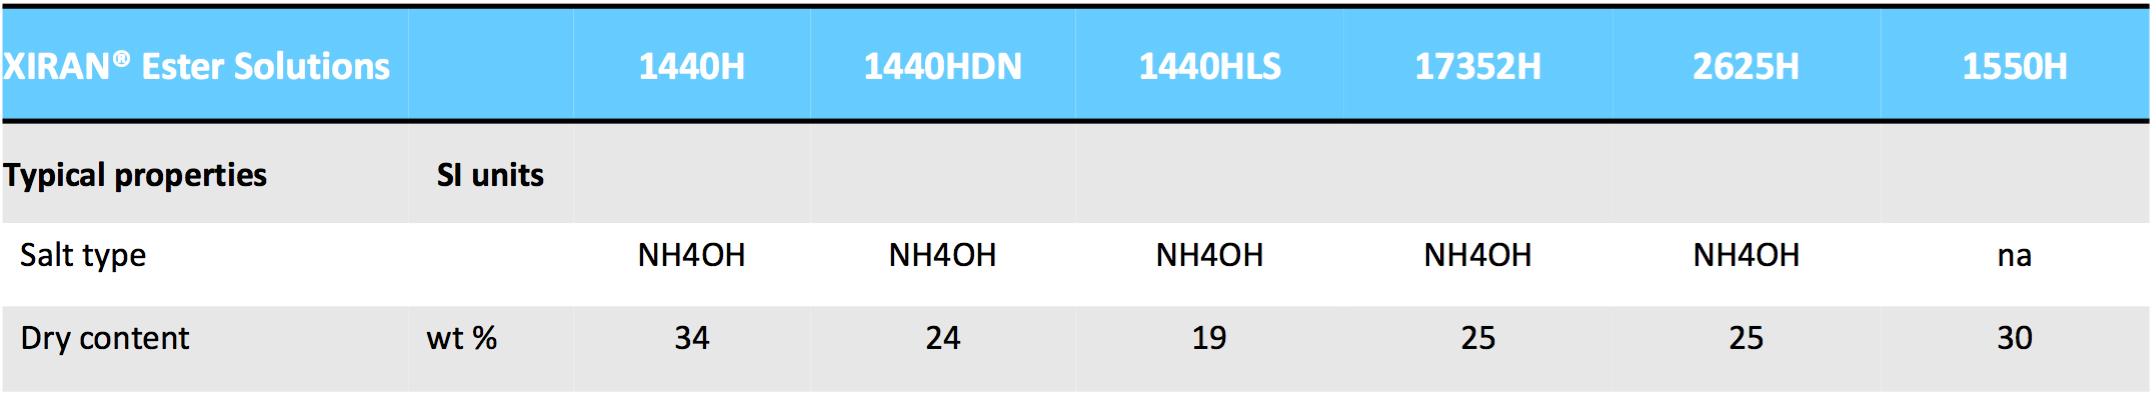 XIRAN® Ester Solutions 1440H 1440HDN 1440HLS 17352H 2625H 1550H
Typical properties SI units
Salt type NH4OH NH4OH NH4OH NH4OH NH4OH na
Dry content wt % 34 24 19 25 25 30